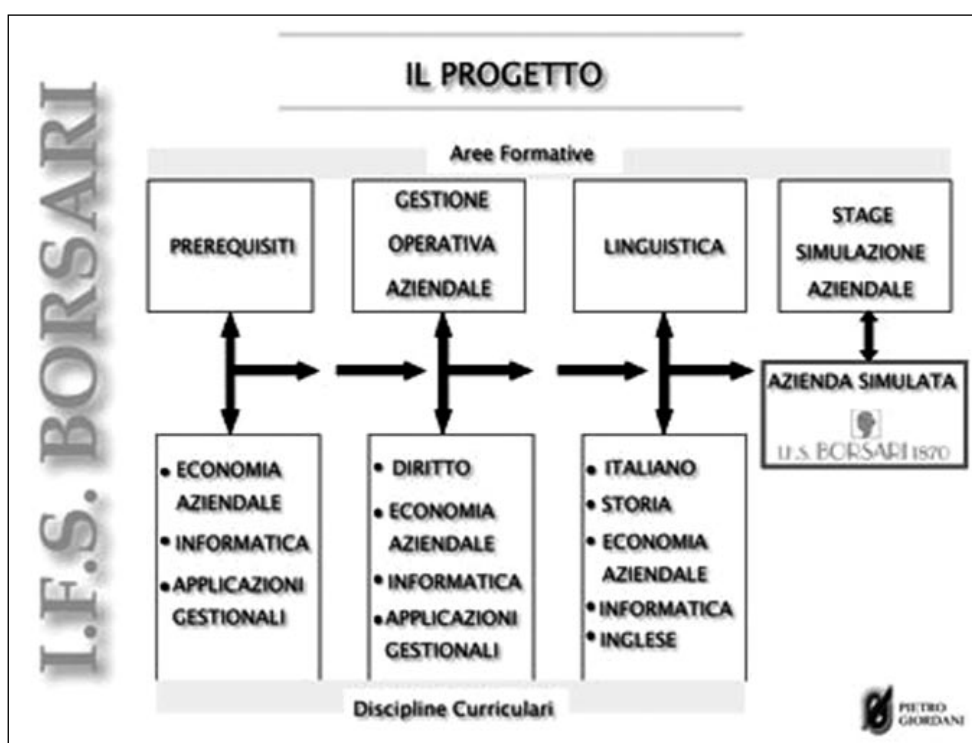 I.F.S. BORSARI
IL PROGETTO
Aree Formative
PREREQUISITI
GESTIONE
OPERATIVA
AZIENDALE
LINGUISTICA
STAGE
SIMULAZIONE
AZIENDALE
AZIENDA SIMULATA
I.F.S. BORSARI 1870
• ECONOMIA
AZIENDALE
• INFORMATICA
• APPLICAZIONI
GESTIONALI
• DIRITTO
• ECONOMIA
AZIENDALE
• INFORMATICA
• APPLICAZIONI
GESTIONALI
• ITALIANO
• STORIA
• ECONOMIA
AZIENDALE
• INFORMATICA
• INGLESE
Discipline Curriculari
PIETRO
GIORDANI